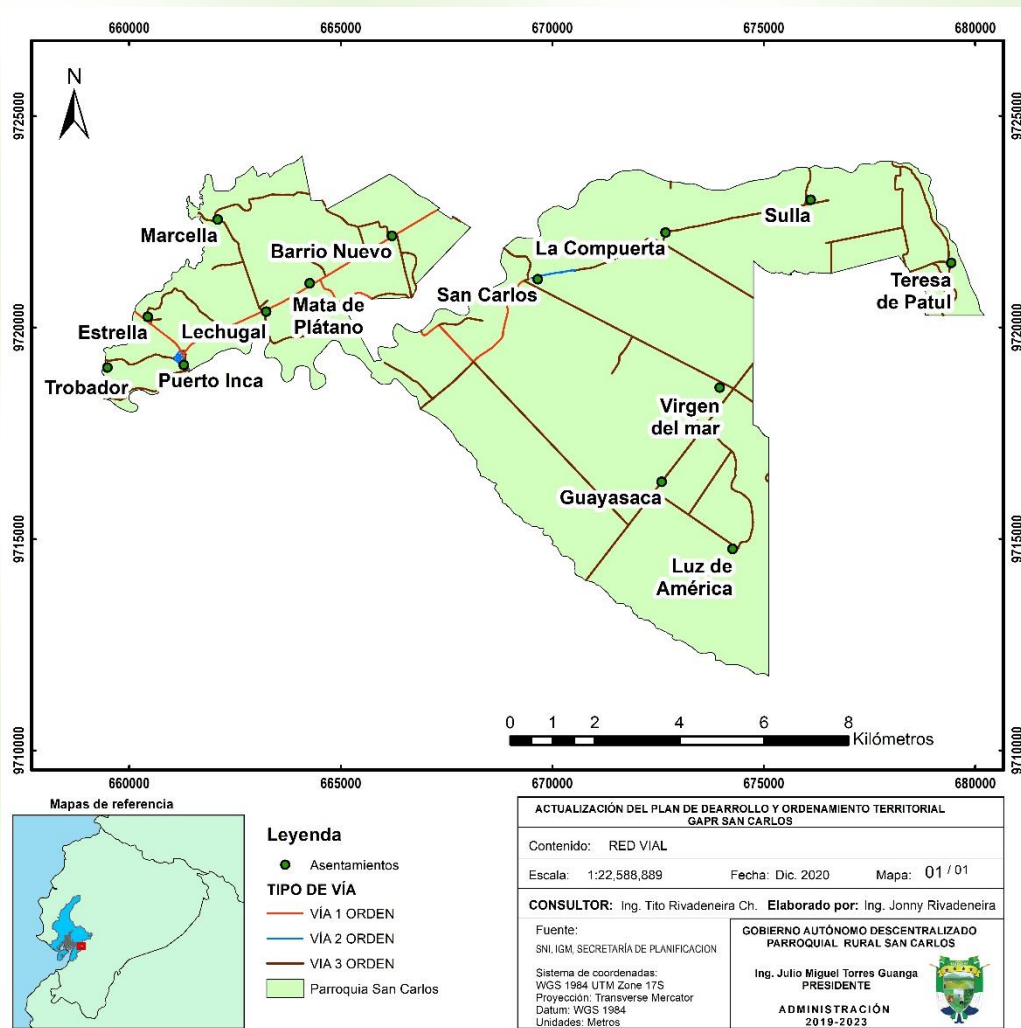 660000 665000 670000 675000 680000
N
9725000 9725000
9720000 9720000
9715000 9715000
9710000 9710000
Sulla
Marcella
La Compuerta
Barrio Nuevo
Teresa
de Patul
San Carlos
Mata de
Plátano
Estrella
Lechugal
Puerto Inca
Trobador
Virgen
del mar
Guayasaca
Luz de
América
0 1 2 4 6 8
Kilómetros
660000 665000 670000 675000 680000
Mapas de referencia
Leyenda
Asentamientos
TIPO DE VÍA
VÍA 1 ORDEN
VÍA 2 ORDEN
VIA 3 ORDEN
Parroquia San Carlos
ACTUALIZACIÓN DEL PLAN DE DEARROLLO Y ORDENAMIENTO TERRITORIAL
GAPR SAN CARLOS
Contenido: RED VIAL
Escala: 1:22,588,889 Fecha: Dic. 2020 Mapa: 01 / 01
CONSULTOR: Ing. Tito Rivadeneira Ch. Elaborado por: Ing. Jonny Rivadeneira
Fuente:
SNI, IGM, SECRETARÍA DE PLANIFICACION
Sistema de coordenadas:
WGS 1984 UTM Zone 17S
Proyección: Transverse Mercator
Datum: WGS 1984
Unidades: Metros
GOBIERNO AUTÓNOMO DESCENTRALIZADO
PARROQUIAL RURAL SAN CARLOS
Ing. Julio Miguel Torres Guanga
PRESIDENTE
ADMINISTRACIÓN
2019-2023